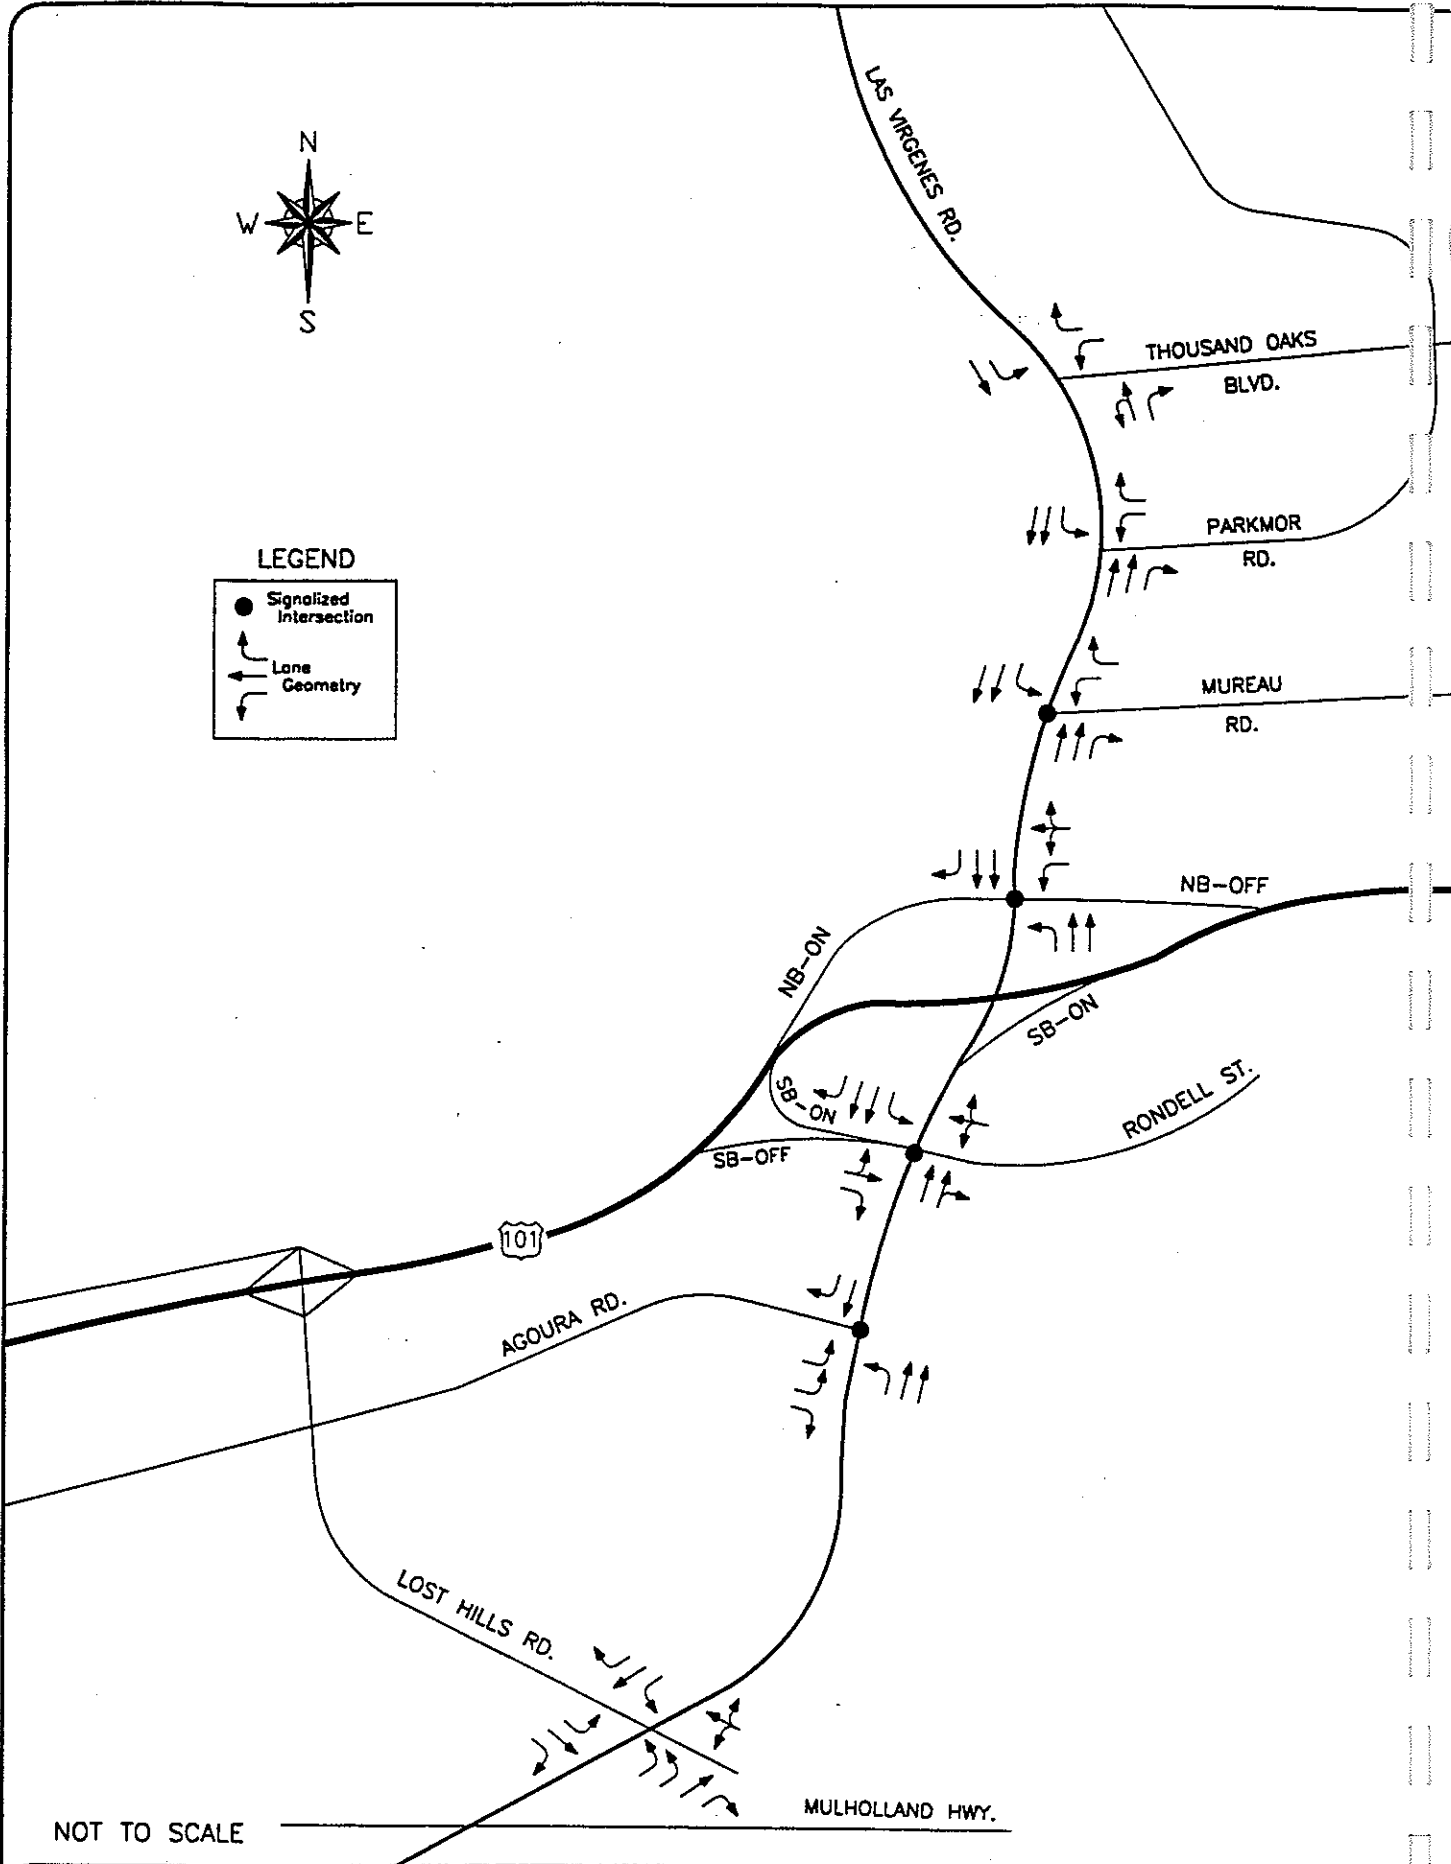 LAS VIRGENES RD.
N
W
E
S
THOUSAND OAKS
BLVD.
LEGEND
Signalized
Intersection
Lane
Geometry
PARKMOR
RD.
MUREAU
RD.
NB-OFF
NB-ON
SB-ON
SB-ON
RONDELL ST.
SB-OFF
101
AGOURA RD.
LOST HILLS RD.
MULHOLLAND HWY.
NOT TO SCALE